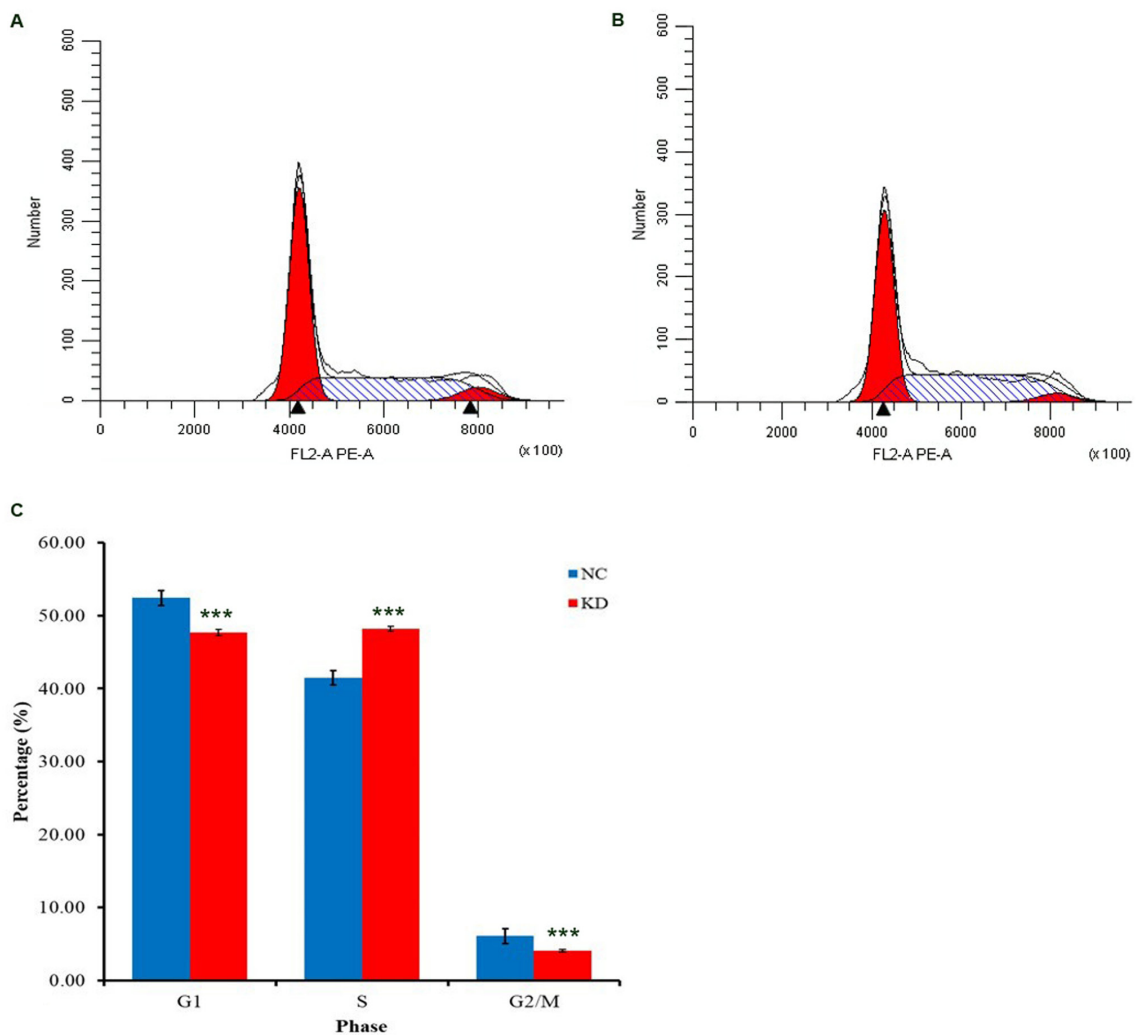 A
600
500
400
300
200
100
0
Number
0 2000 4000 6000 8000
FL2-A PE-A (x 100)
B
600
500
400
300
200
100
0
Number
0 2000 4000 6000 8000
FL2-A PE-A (x 100)
C
60.00
50.00
40.00
30.00
20.00
10.00
0.00
Percentage (%)
NC
KD
***
***
***
G1 S G2/M
Phase